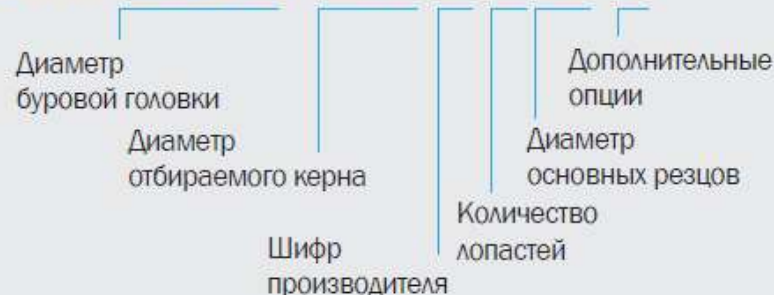 Диаметр
буровой головки
Диаметр
отбираемого керна
Шифр
производителя
Количество
лопастей
Диаметр
основных резцов
Дополнительные
опции